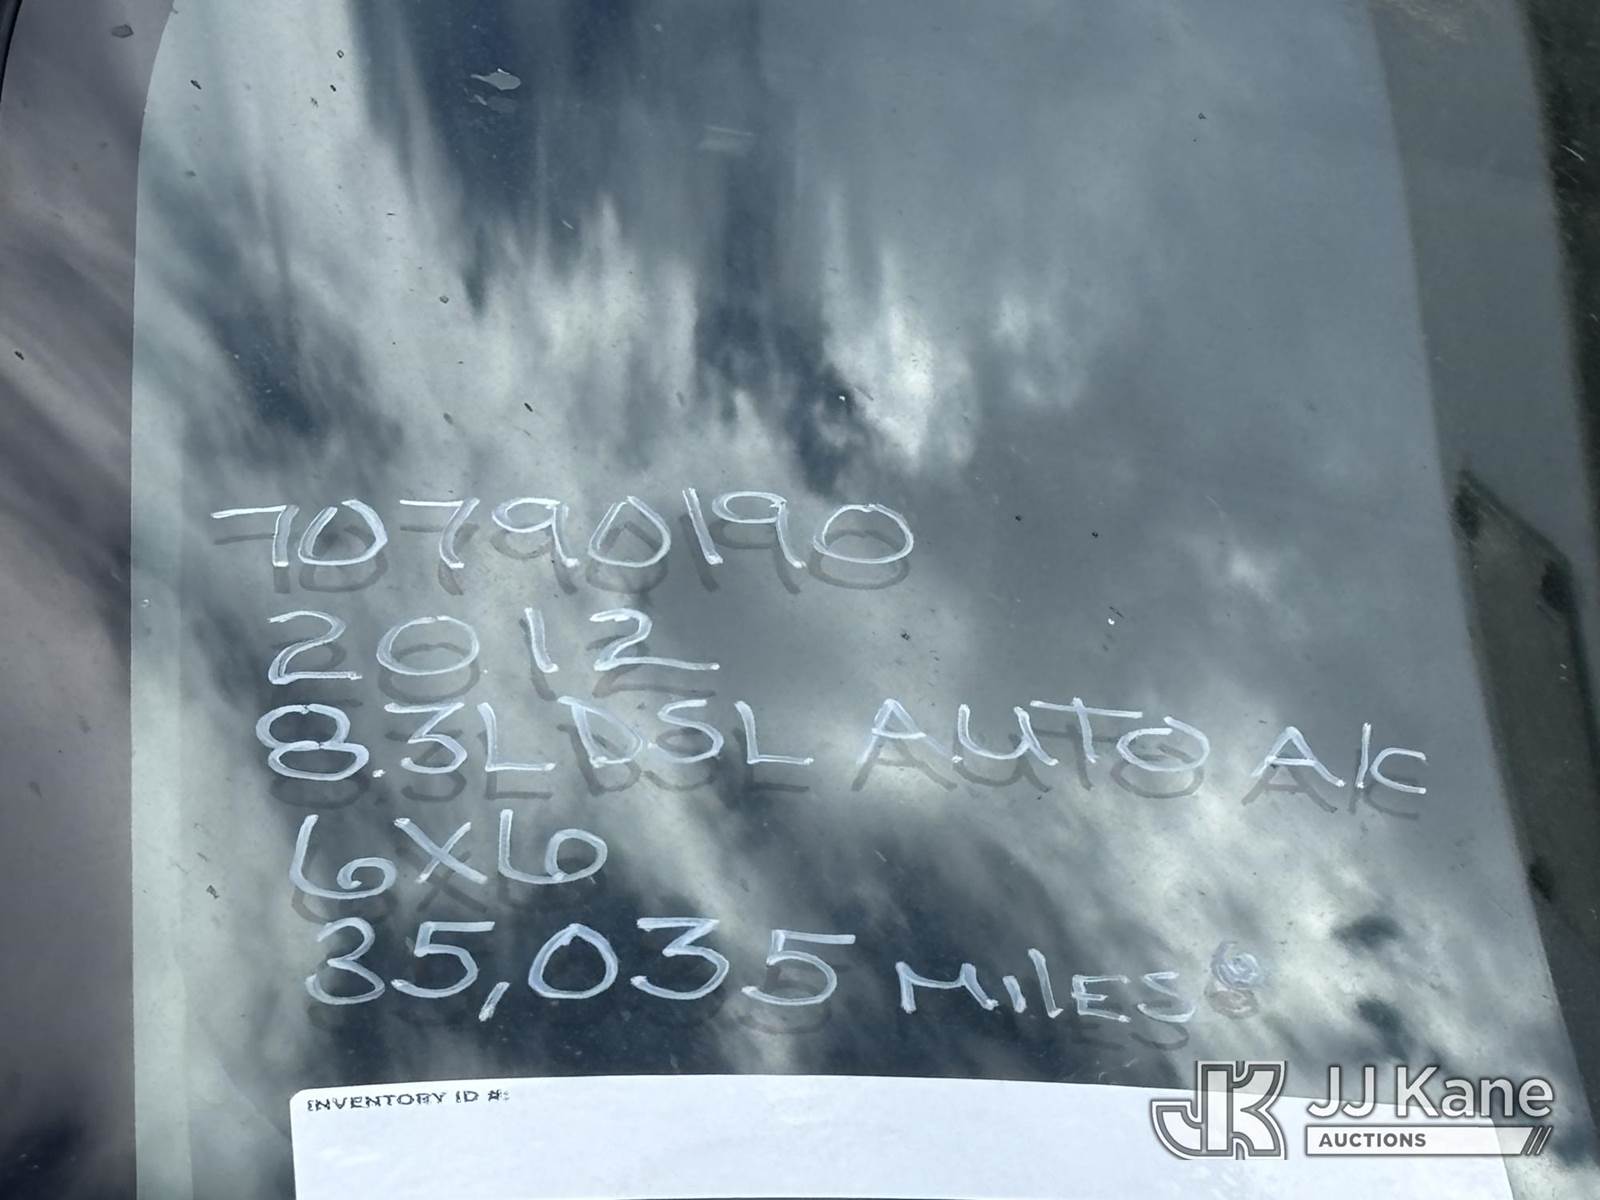 70790190
2012
8.3L DSL AUTO A/C
6X6
35,035 MILES
INVENTORY ID #:
JJ Kane
AUCTIONS